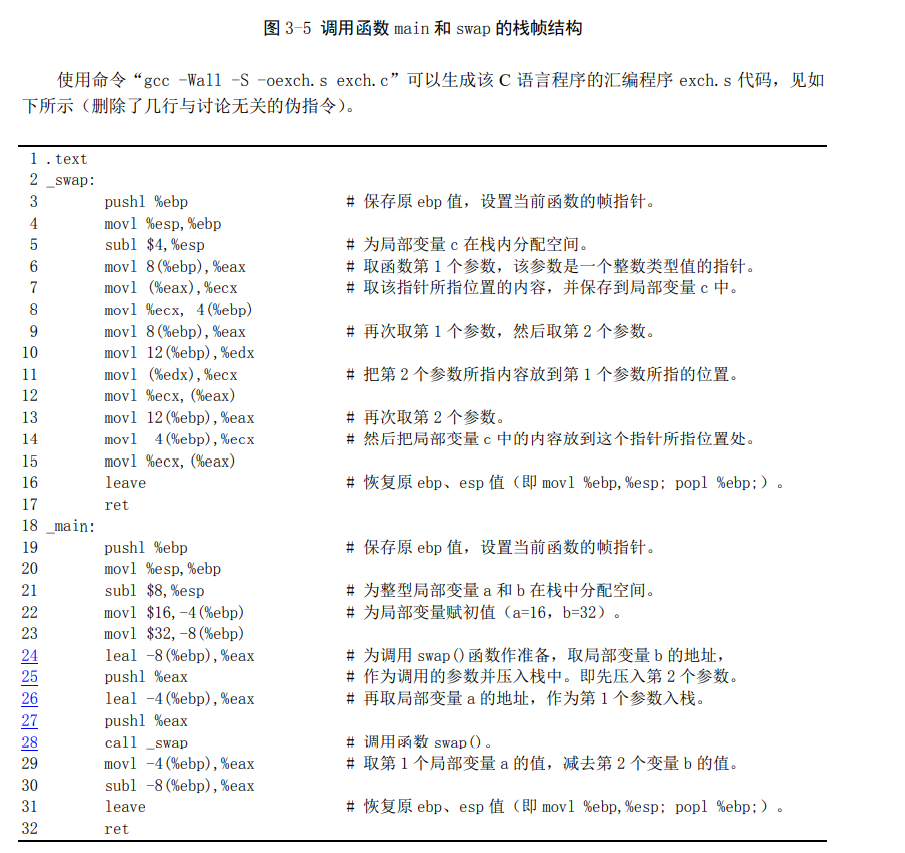 图 3-5 调用函数 main 和 swap 的栈帧结构
使用命令“gcc -Wall -S -oexch.s exch.c”可以生成该 C 语言程序的汇编程序 exch.s 代码，见如
下所示（删除了几行与讨论无关的伪指令）。
1 .text
2 _swap:
3 pushl %ebp # 保存原 ebp 值，设置当前函数的帧指针。
4 movl %esp,%ebp
5 subl $4,%esp # 为局部变量 c 在栈内分配空间。
6 movl 8(%ebp),%eax # 取函数第 1 个参数，该参数是一个整数类型值的指针。
7 movl (%eax),%ecx # 取该指针所指位置的内容，并保存到局部变量 c 中。
8 movl %ecx, 4(%ebp)
9 movl 8(%ebp),%eax # 再次取第 1 个参数，然后取第 2 个参数。
10 movl 12(%ebp),%edx
11 movl (%edx),%ecx # 把第 2 个参数所指内容放到第 1 个参数所指的位置。
12 movl %ecx,(%eax)
13 movl 12(%ebp),%eax # 再次取第 2 个参数。
14 movl 4(%ebp),%ecx # 然后把局部变量 c 中的内容放到这个指针所指位置处。
15 movl %ecx,(%eax)
16 leave # 恢复原 ebp、esp 值（即 movl %ebp,%esp; popl %ebp;）。
17 ret
18 _main:
19 pushl %ebp # 保存原 ebp 值，设置当前函数的帧指针。
20 movl %esp,%ebp
21 subl $8,%esp # 为整型局部变量 a 和 b 在栈中分配空间。
22 movl $16,-4(%ebp) # 为局部变量赋初值（a=16，b=32）。
23 movl $32,-8(%ebp)
24 leal -8(%ebp),%eax # 为调用 swap()函数作准备，取局部变量 b 的地址，
25 pushl %eax # 作为调用的参数并压入栈中。即先压入第 2 个参数。
26 leal -4(%ebp),%eax # 再取局部变量 a 的地址，作为第 1 个参数入栈。
27 pushl %eax
28 call _swap # 调用函数 swap()。
29 movl -4(%ebp),%eax # 取第 1 个局部变量 a 的值，减去第 2 个变量 b 的值。
30 subl -8(%ebp),%eax
31 leave # 恢复原 ebp、esp 值（即 movl %ebp,%esp; popl %ebp;）。
32 ret